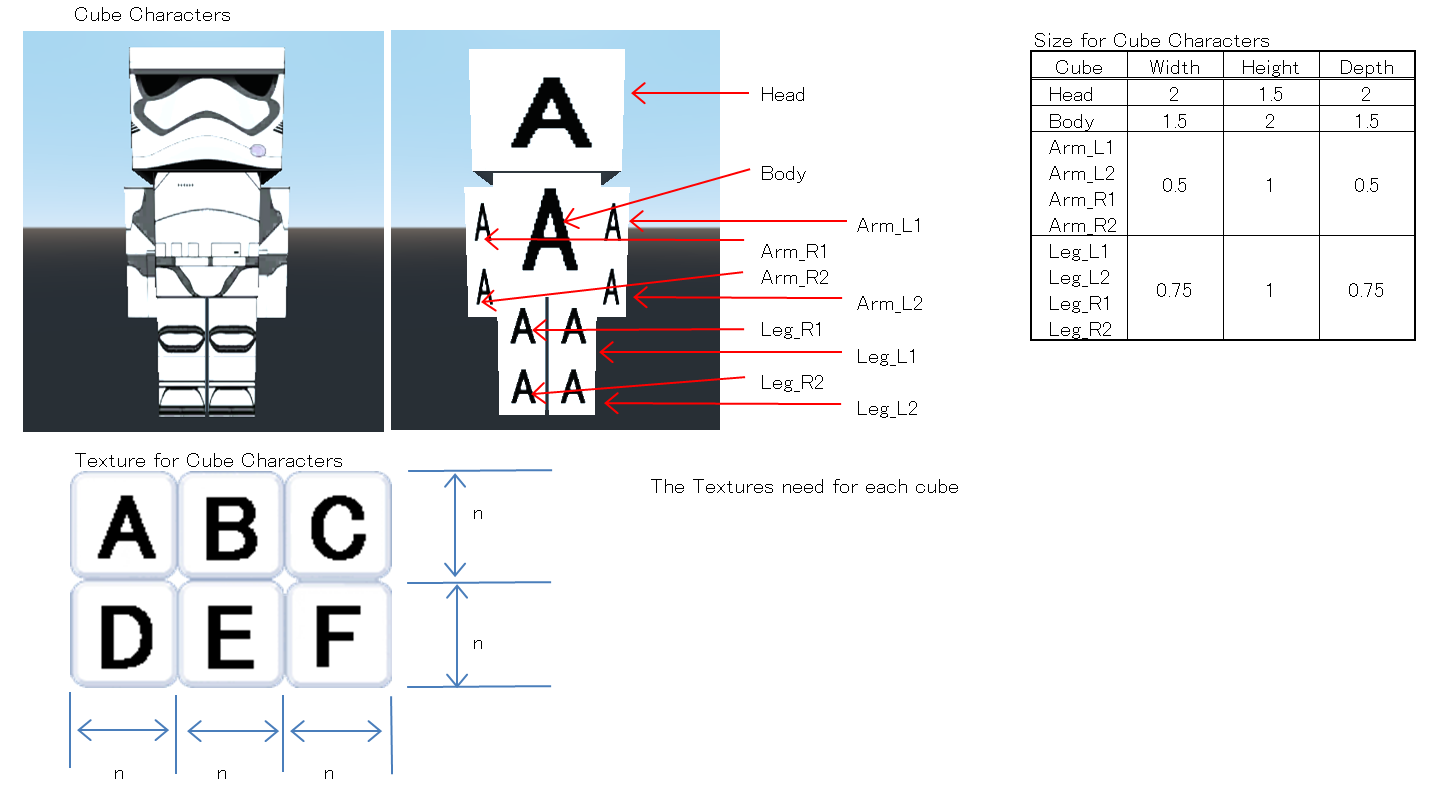 Cube Characters
A
A
A
A
A
A
A
A
A
A
Head
Body
Arm_L1
Arm_R1
Arm_R2
Arm_L2
Leg_R1
Leg_L1
Leg_R2
Leg_L2
Size for Cube Characters
Cube Width Height Depth
Head 2 1.5 2
Body 1.5 2 1.5
Arm_L1
Arm_L2
Arm_R1
Arm_R2
0.5 1 0.5
Leg_L1
Leg_L2
Leg_R1
Leg_R2
0.75 1 0.75
Texture for Cube Characters
A B C
D E F
n
n
n n n
The Textures need for each cube